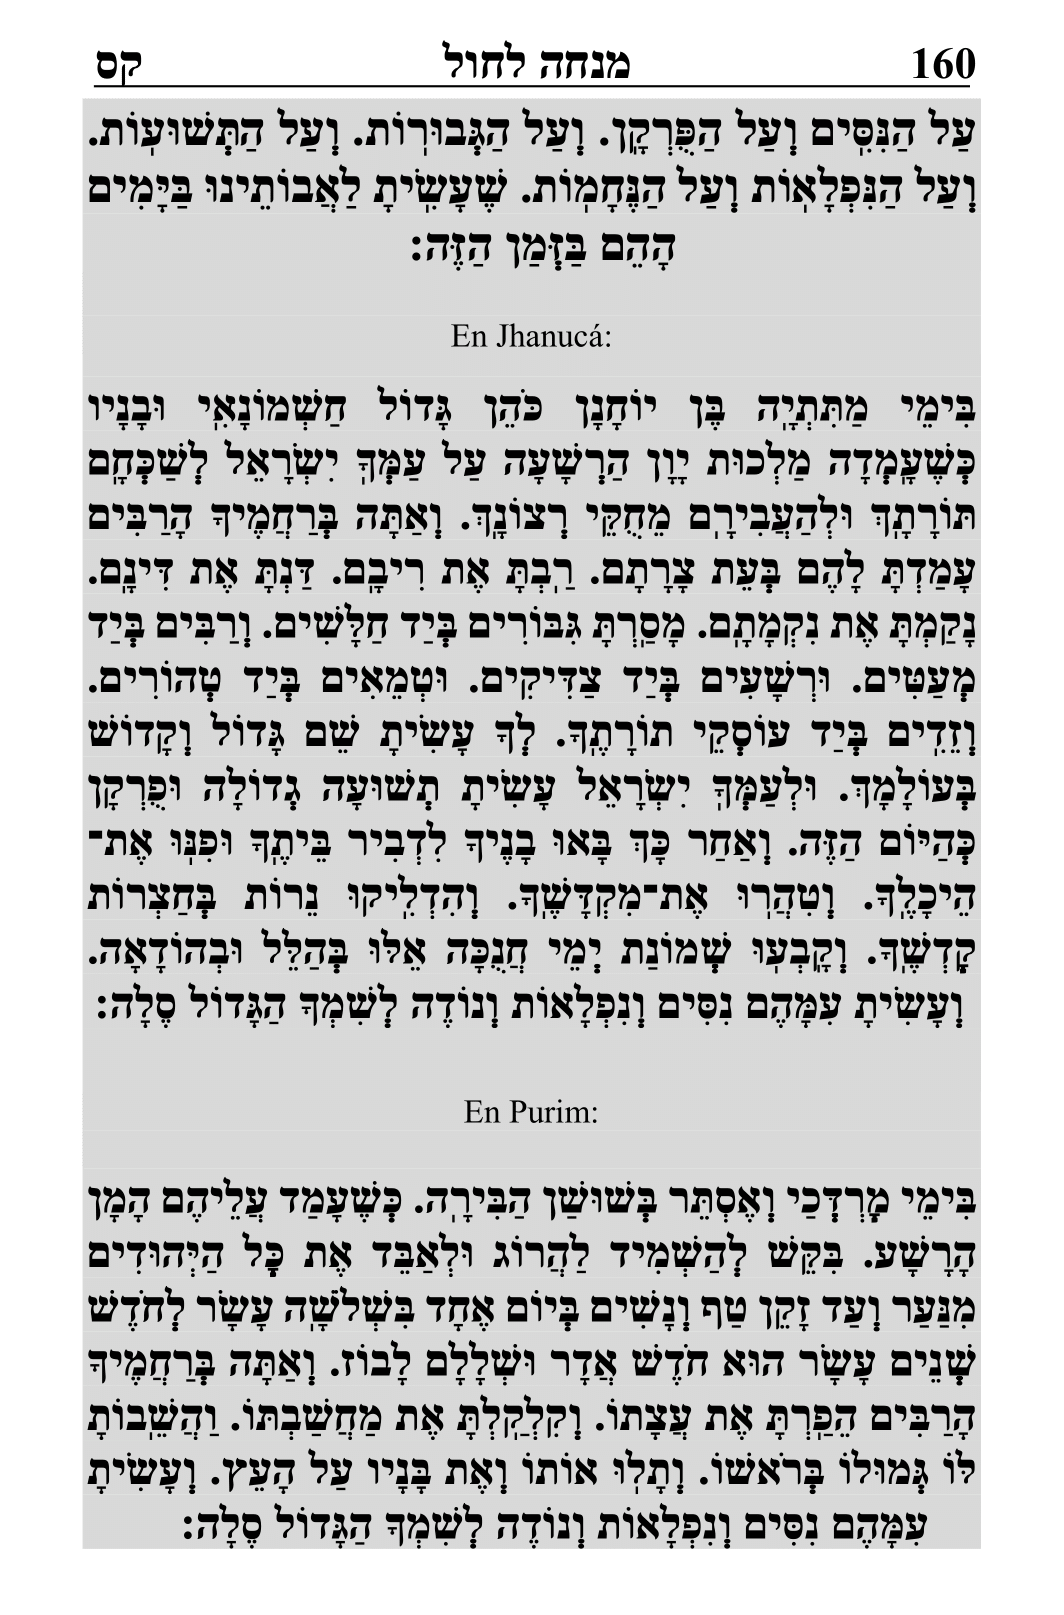 160 מנחה לחול קס
עַל הַנִּסִּים וְעַל הַפֻּרְקָן. וְעַל הַגְּבוּרוֹת. וְעַל הַתְּשׁוּעוֹת.
וְעַל הַנִּפְלָאוֹת וְעַל הַנֶּחָמוֹת. שֶׁעָשִׂיתָ לַאֲבוֹתֵינוּ בַּיָּמִים
הָהֵם בַּזְּמַן הַזֶּה:
En Jhanucá:
בִּימֵי מַתִּתְיָה בֶּן יוֹחָנָן כֹּהֵן גָּדוֹל חַשְׁמוֹנָאִי וּבָנָיו
כְּשֶׁעָמְדָה מַלְכוּת יָוָן הַרְשָׁעָה עַל עַמְּךָ יִשְׂרָאֵל לְשַׁכְּחָם
תּוֹרָתָךְ וּלְהַעֲבִירָם מֵחֻקֵּי רְצוֹנָךְ. וְאַתָּה בְּרַחֲמֶיךָ הָרַבִּים
עָמַדְתָּ לָהֶם בְּעֵת צָרָתָם. רַבְתָּ אֶת רִיבָם. דַּנְתָּ אֶת דִּינָם.
נָקַמְתָּ אֶת נִקְמָתָם. מָסַרְתָּ גִּבּוֹרִים בְּיַד חַלָּשִׁים. וְרַבִּים בְּיַד
מְעַטִּים. וּרְשָׁעִים בְּיַד צַדִּיקִים. וּטְמֵאִים בְּיַד טְהוֹרִים.
וְזֵדִים בְּיַד עוֹסְקֵי תוֹרָתֶךָ. לְךָ עָשִׂיתָ שֵׁם גָּדוֹל וְקָדוֹשׁ
בְּעוֹלָמָךְ. וּלְעַמְּךָ יִשְׂרָאֵל עָשִׂיתָ תְּשׁוּעָה גְדוֹלָה וּפֻרְקָן
כְּהַיּוֹם הַזֶּה. וְאַחַר כָּךְ בָּאוּ בָנֶיךָ לִדְבִיר בֵּיתֶךָ וּפִנּוּ אֶת־
הֵיכָלֶךָ. וְטִהֲרוּ אֶת־מִקְדָּשֶׁךָ. וְהִדְלִיקוּ נֵרוֹת בְּחַצְרוֹת
קָדְשֶׁךָ. וְקָבְעוּ שְׁמוֹנַת יְמֵי חֲנֻכָּה אֵלּוּ בְּהַלֵּל וּבְהוֹדָאָה.
וְעָשִׂיתָ עִמָּהֶם נִסִּים וְנִפְלָאוֹת וְנוֹדֶה לְשִׁמְךָ הַגָּדוֹל סֶלָה:
En Purim:
בִּימֵי מָרְדְּכַי וְאֶסְתֵּר בְּשׁוּשַׁן הַבִּירָה. כְּשֶׁעָמַד עֲלֵיהֶם הָמָן
הָרָשָׁע. בִּקֵּשׁ לְהַשְׁמִיד לַהֲרוֹג וּלְאַבֵּד אֶת כָּל הַיְּהוּדִים
מִנַּעַר וְעַד זָקֵן טַף וְנָשִׁים בְּיוֹם אֶחָד בִּשְׁלֹשָׁה עָשָׂר לְחֹדֶשׁ
שְׁנֵים עָשָׂר הוּא חֹדֶשׁ אֲדָר וּשְׁלָלָם לָבוֹז. וְאַתָּה בְּרַחֲמֶיךָ
הָרַבִּים הֵפַרְתָּ אֶת עֲצָתוֹ. וְקִלְקַלְתָּ אֶת מַחֲשַׁבְתּוֹ. וַהֲשֵׁבוֹתָ
לּוֹ גְּמוּלוֹ בְּרֹאשׁוֹ. וְתָלוּ אוֹתוֹ וְאֶת בָּנָיו עַל הָעֵץ. וְעָשִׂיתָ
עִמָּהֶם נִסִּים וְנִפְלָאוֹת וְנוֹדֶה לְשִׁמְךָ הַגָּדוֹל סֶלָה: